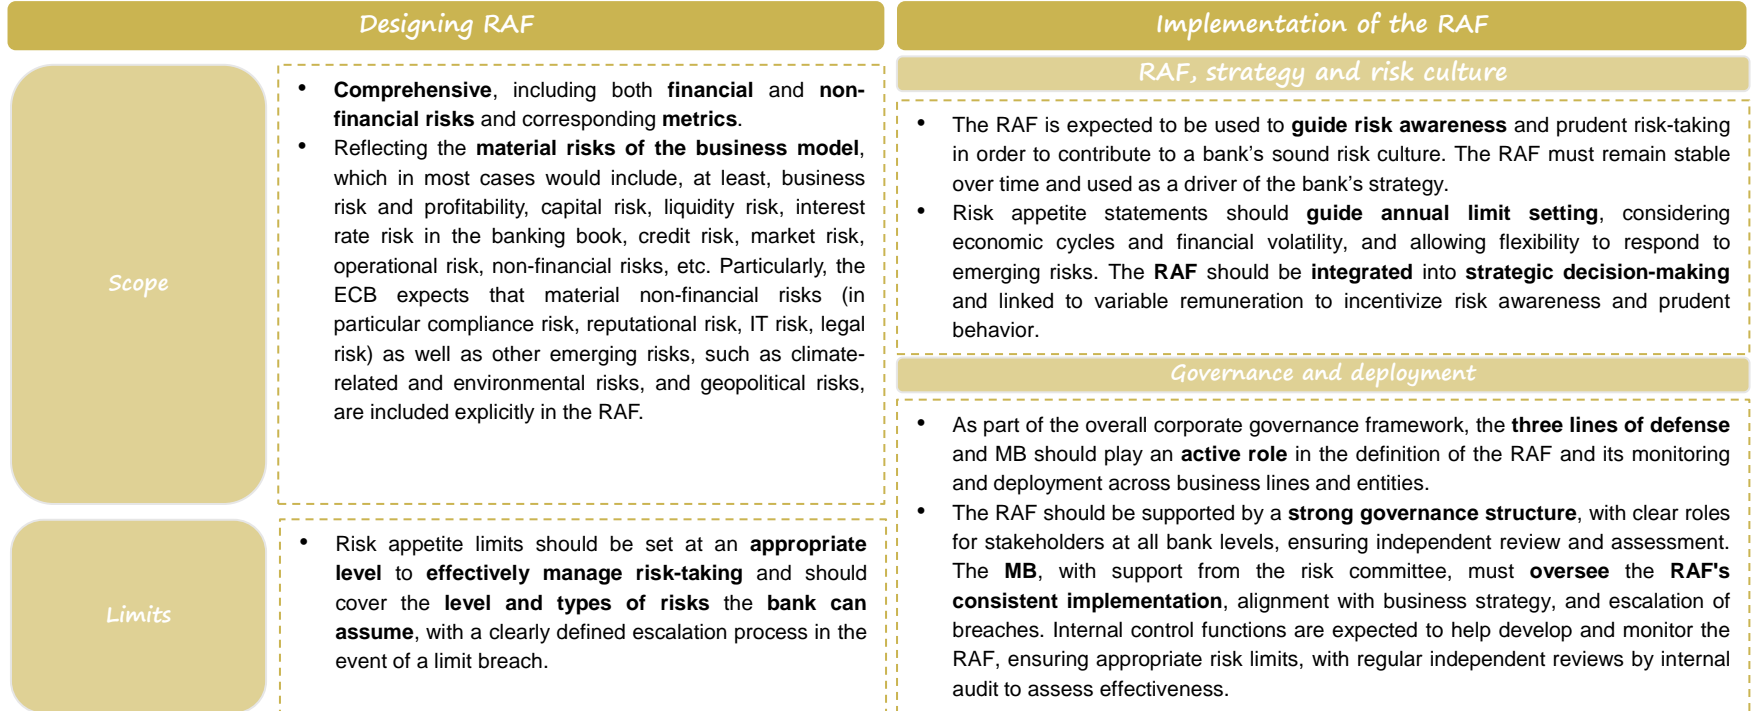 Designing RAF
Scope
• Comprehensive, including both financial and non-
financial risks and corresponding metrics.
• Reflecting the material risks of the business model,
which in most cases would include, at least, business
risk and profitability, capital risk, liquidity risk, interest
rate risk in the banking book, credit risk, market risk,
operational risk, non-financial risks, etc. Particularly, the
ECB expects that material non-financial risks (in
particular compliance risk, reputational risk, IT risk, legal
risk) as well as other emerging risks, such as climate-
related and environmental risks, and geopolitical risks,
are included explicitly in the RAF.
Limits
• Risk appetite limits should be set at an appropriate
level to effectively manage risk-taking and should
cover the level and types of risks the bank can
assume, with a clearly defined escalation process in the
event of a limit breach.
Implementation of the RAF
RAF, strategy and risk culture
• The RAF is expected to be used to guide risk awareness and prudent risk-taking
in order to contribute to a bank's sound risk culture. The RAF must remain stable
over time and used as a driver of the bank's strategy.
• Risk appetite statements should guide annual limit setting, considering
economic cycles and financial volatility, and allowing flexibility to respond to
emerging risks. The RAF should be integrated into strategic decision-making
and linked to variable remuneration to incentivize risk awareness and prudent
behavior.
Governance and deployment
• As part of the overall corporate governance framework, the three lines of defense
and MB should play an active role in the definition of the RAF and its monitoring
and deployment across business lines and entities.
• The RAF should be supported by a strong governance structure, with clear roles
for stakeholders at all bank levels, ensuring independent review and assessment.
The MB, with support from the risk committee, must oversee the RAF's
consistent implementation, alignment with business strategy, and escalation of
breaches. Internal control functions are expected to help develop and monitor the
RAF, ensuring appropriate risk limits, with regular independent reviews by internal
audit to assess effectiveness.